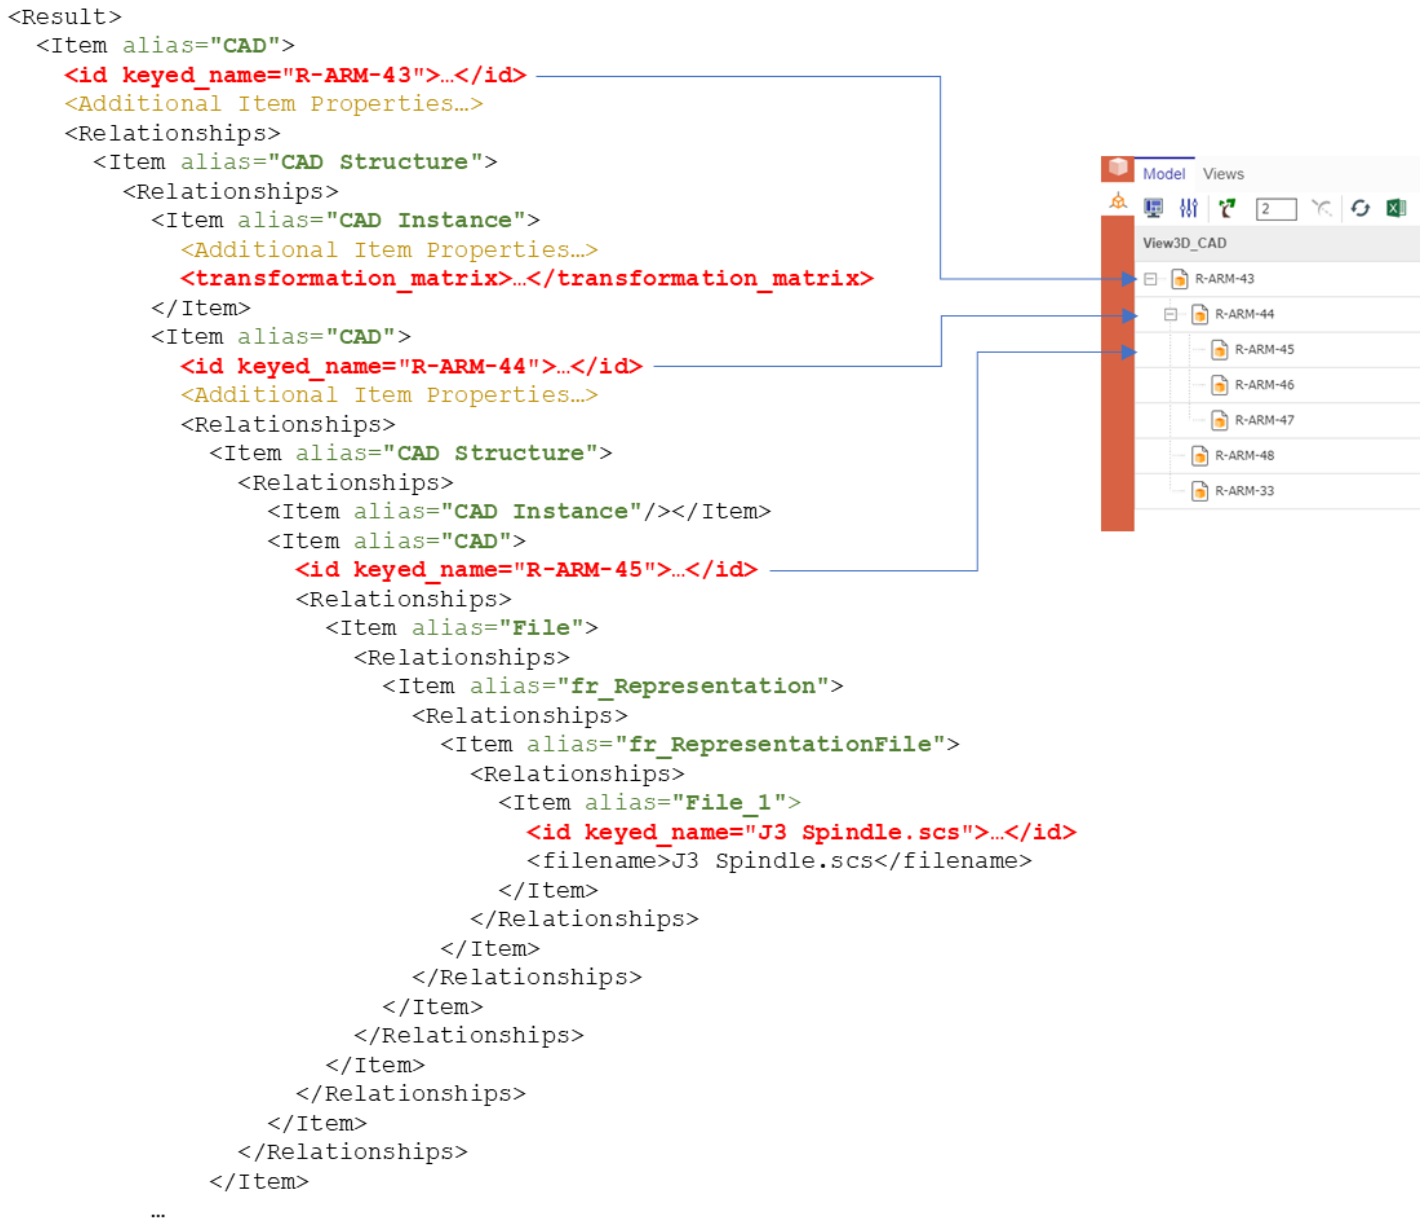 <Result>
<Item alias="CAD">
<id keyed_name="R-ARM-43">…</id>
<Additional Item Properties…>
<Relationships>
<Item alias="CAD Structure">
<Relationships>
<Item alias="CAD Instance">
<Additional Item Properties…>
<transformation_matrix>…</transformation_matrix>
</Item>
<Item alias="CAD">
<id keyed_name="R-ARM-44">…</id>
<Additional Item Properties…>
<Relationships>
<Item alias="CAD Structure">
<Relationships>
<Item alias="CAD Instance"/></Item>
<Item alias="CAD">
<id keyed_name="R-ARM-45">…</id>
<Relationships>
<Item alias="File">
<Relationships>
<Item alias="fr_Representation">
<Relationships>
<Item alias="fr_RepresentationFile">
<Relationships>
<Item alias="File_1">
<id keyed_name="J3 Spindle.scs">…</id>
<filename>J3 Spindle.scs</filename>
</Item>
</Relationships>
</Item>
</Relationships>
</Item>
</Relationships>
</Item>
</Relationships>
</Item>
</Relationships>
</Item>
…
Model Views
2
View3D_CAD
R-ARM-43
R-ARM-44
R-ARM-45
R-ARM-46
R-ARM-47
R-ARM-48
R-ARM-33